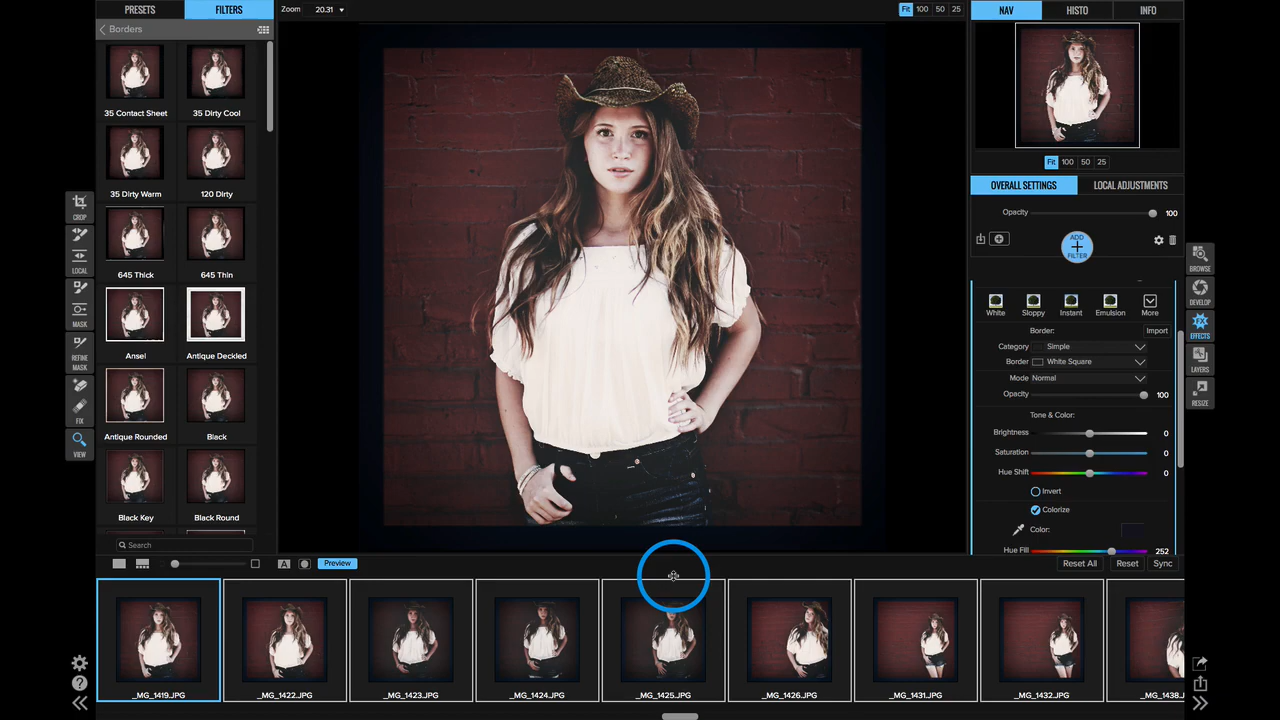 PRESETS
FILTERS
Borders
35 Contact Sheet
35 Dirty Cool
35 Dirty Warm
120 Dirty
645 Thick
645 Thin
Ansel
Antique Deckled
Antique Rounded
Black
Black Key
Black Round
Search
CROP
LOCAL
MASK
REFINE
MASK
FIX
VIEW
Zoom 20.31
Fit 100 50 25
NAV
HISTO
INFO
Fit 100 50 25
OVERALL SETTINGS
LOCAL ADJUSTMENTS
Opacity 100
ADD
FILTER
White
Sloppy
Instant
Emulsion
More
Border:
Import
Category Simple
Border White Square
Mode Normal
Opacity 100
Tone & Color:
Brightness 0
Saturation 0
Hue Shift 0
Invert
Colorize
Color:
Hue Fill 252
BROWSE
DEVELOP
FX
EFFECTS
LAYERS
RESIZE
A
Preview
Reset All
Reset
Sync
_MG_1419.JPG
_MG_1422.JPG
_MG_1423.JPG
_MG_1424.JPG
_MG_1425.JPG
_MG_1426.JPG
_MG_1431.JPG
_MG_1432.JPG
_MG_1438.JPG